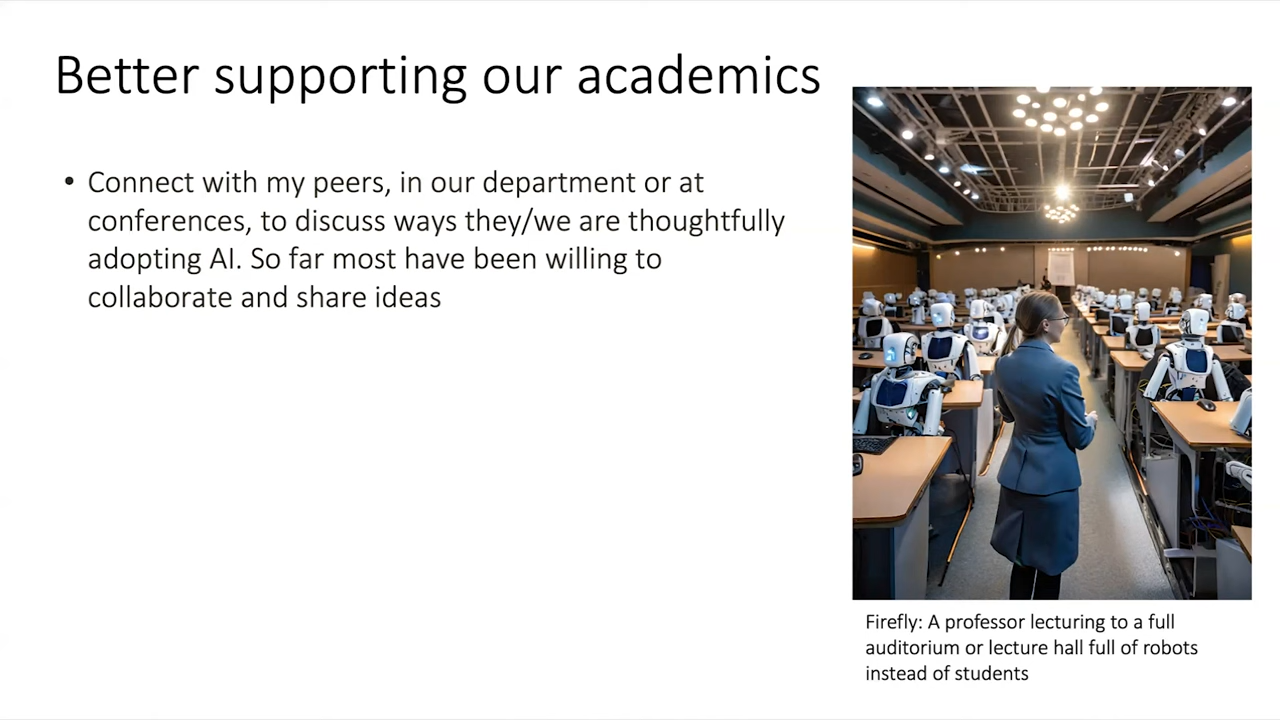 Better supporting our academics
• Connect with my peers, in our department or at
conferences, to discuss ways they/we are thoughtfully
adopting AI. So far most have been willing to
collaborate and share ideas
Firefly: A professor lecturing to a full
auditorium or lecture hall full of robots
instead of students